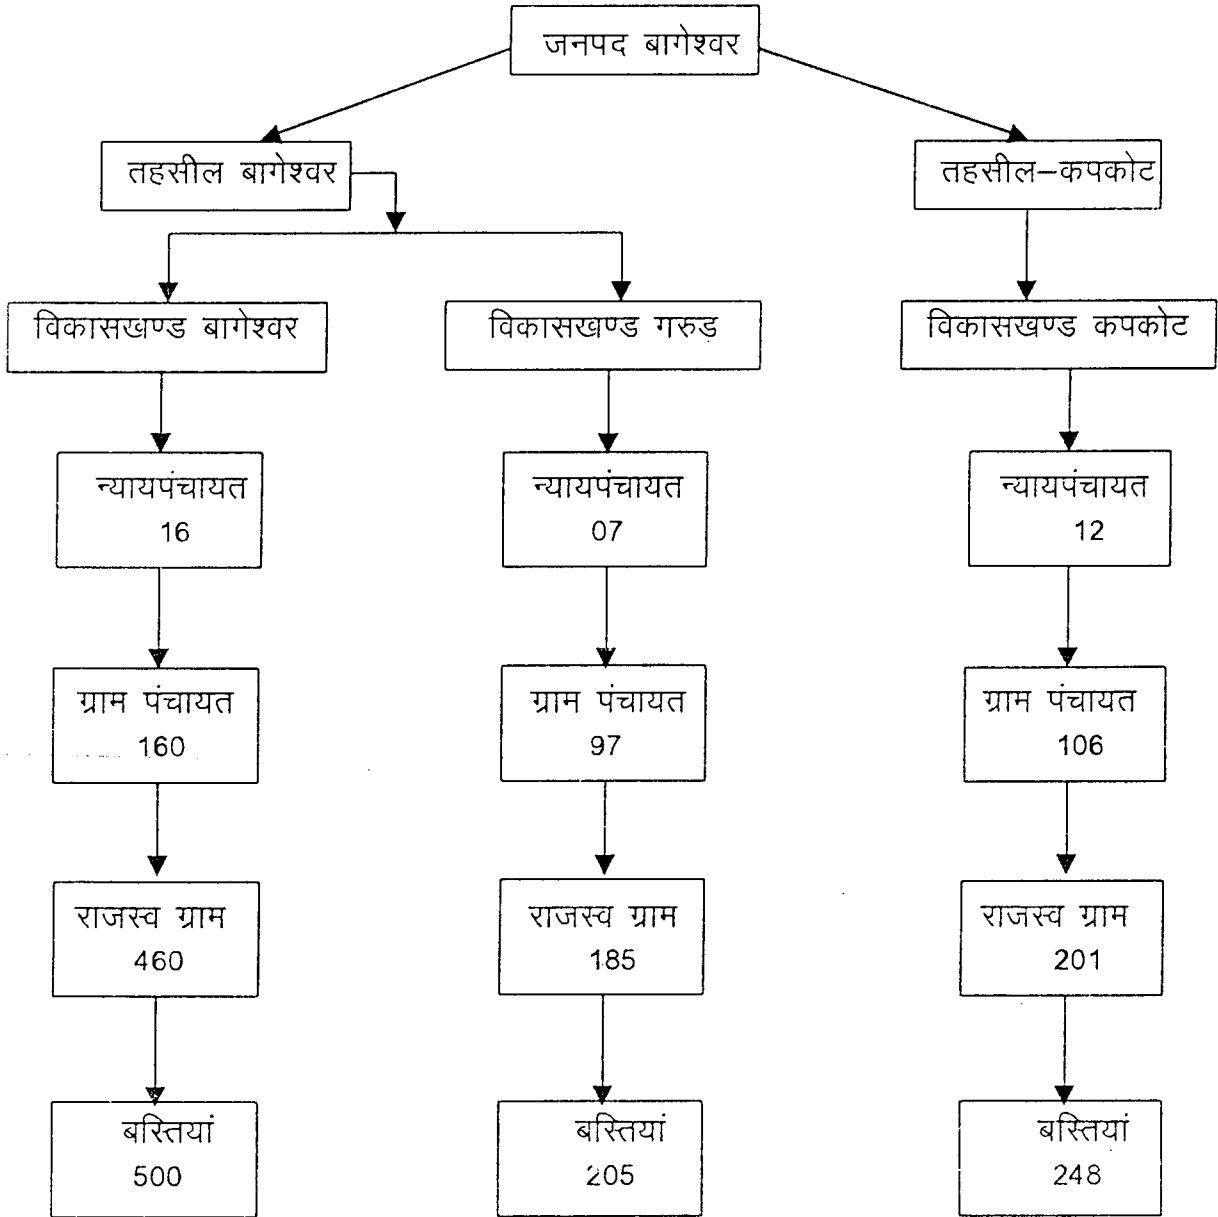 जनपद बागेश्वर
तहसील बागेश्वर
तहसील–कपकोट
विकासखण्ड बागेश्वर
विकासखण्ड गरुड
विकासखण्ड कपकोट
न्यायपंचायत
16
न्यायपंचायत
07
न्यायपंचायत
12
ग्राम पंचायत
160
ग्राम पंचायत
97
ग्राम पंचायत
106
राजस्व ग्राम
460
राजस्व ग्राम
185
राजस्व ग्राम
201
बस्तियां
500
बस्तियां
205
बस्तियां
248